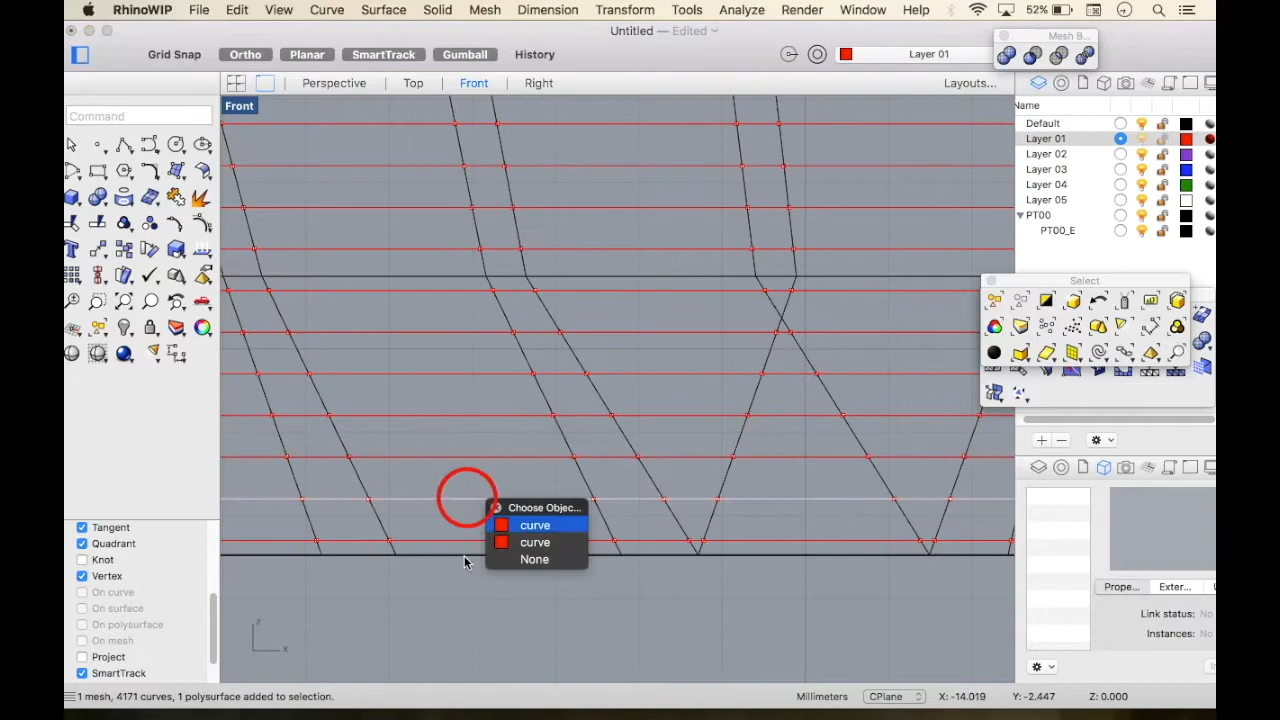 RhinoWIP File Edit View Curve Surface Solid Mesh Dimension Transform Tools Analyze Render Window Help 52%
Untitled — Edited
Mesh B...
Grid Snap Ortho Planar SmartTrack Gumball History Layer 01
Perspective Top Front Right Layouts...
Front
Name
Command
Default
Layer 01
Layer 02
Layer 03
Layer 04
Layer 05
PT00
PT00_E
Select
Choose Objec...
curve
curve
None
Tangent
Quadrant
Knot
Vertex
On curve
On surface
On polysurface
On mesh
Project
SmartTrack
z
x
Prope... Exter...
Link status: No
Instances: No
1 mesh, 4171 curves, 1 polysurface added to selection. Millimeters CPlane X: -14.019 Y: -2.447 Z: 0.000